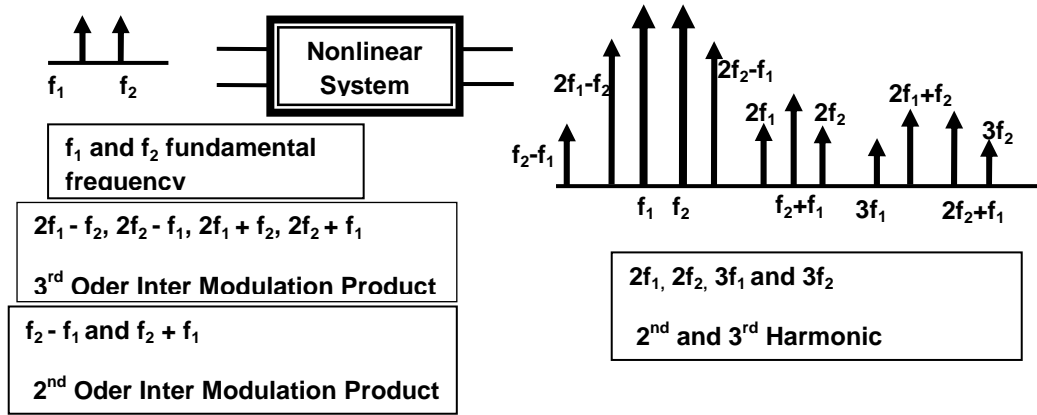 f₁ f₂
Nonlinear
System
f₁ and f₂ fundamental
frequency
2f₁ - f₂, 2f₂ - f₁, 2f₁ + f₂, 2f₂ + f₁
3ʳᵈ Oder Inter Modulation Product
f₂ - f₁ and f₂ + f₁
2ⁿᵈ Oder Inter Modulation Product
f₂-f₁
2f₁-f₂
2f₂-f₁
2f₁
2f₂
2f₁+f₂
3f₂
f₁ f₂ f₂+f₁ 3f₁ 2f₂+f₁
2f₁, 2f₂, 3f₁ and 3f₂
2ⁿᵈ and 3ʳᵈ Harmonic